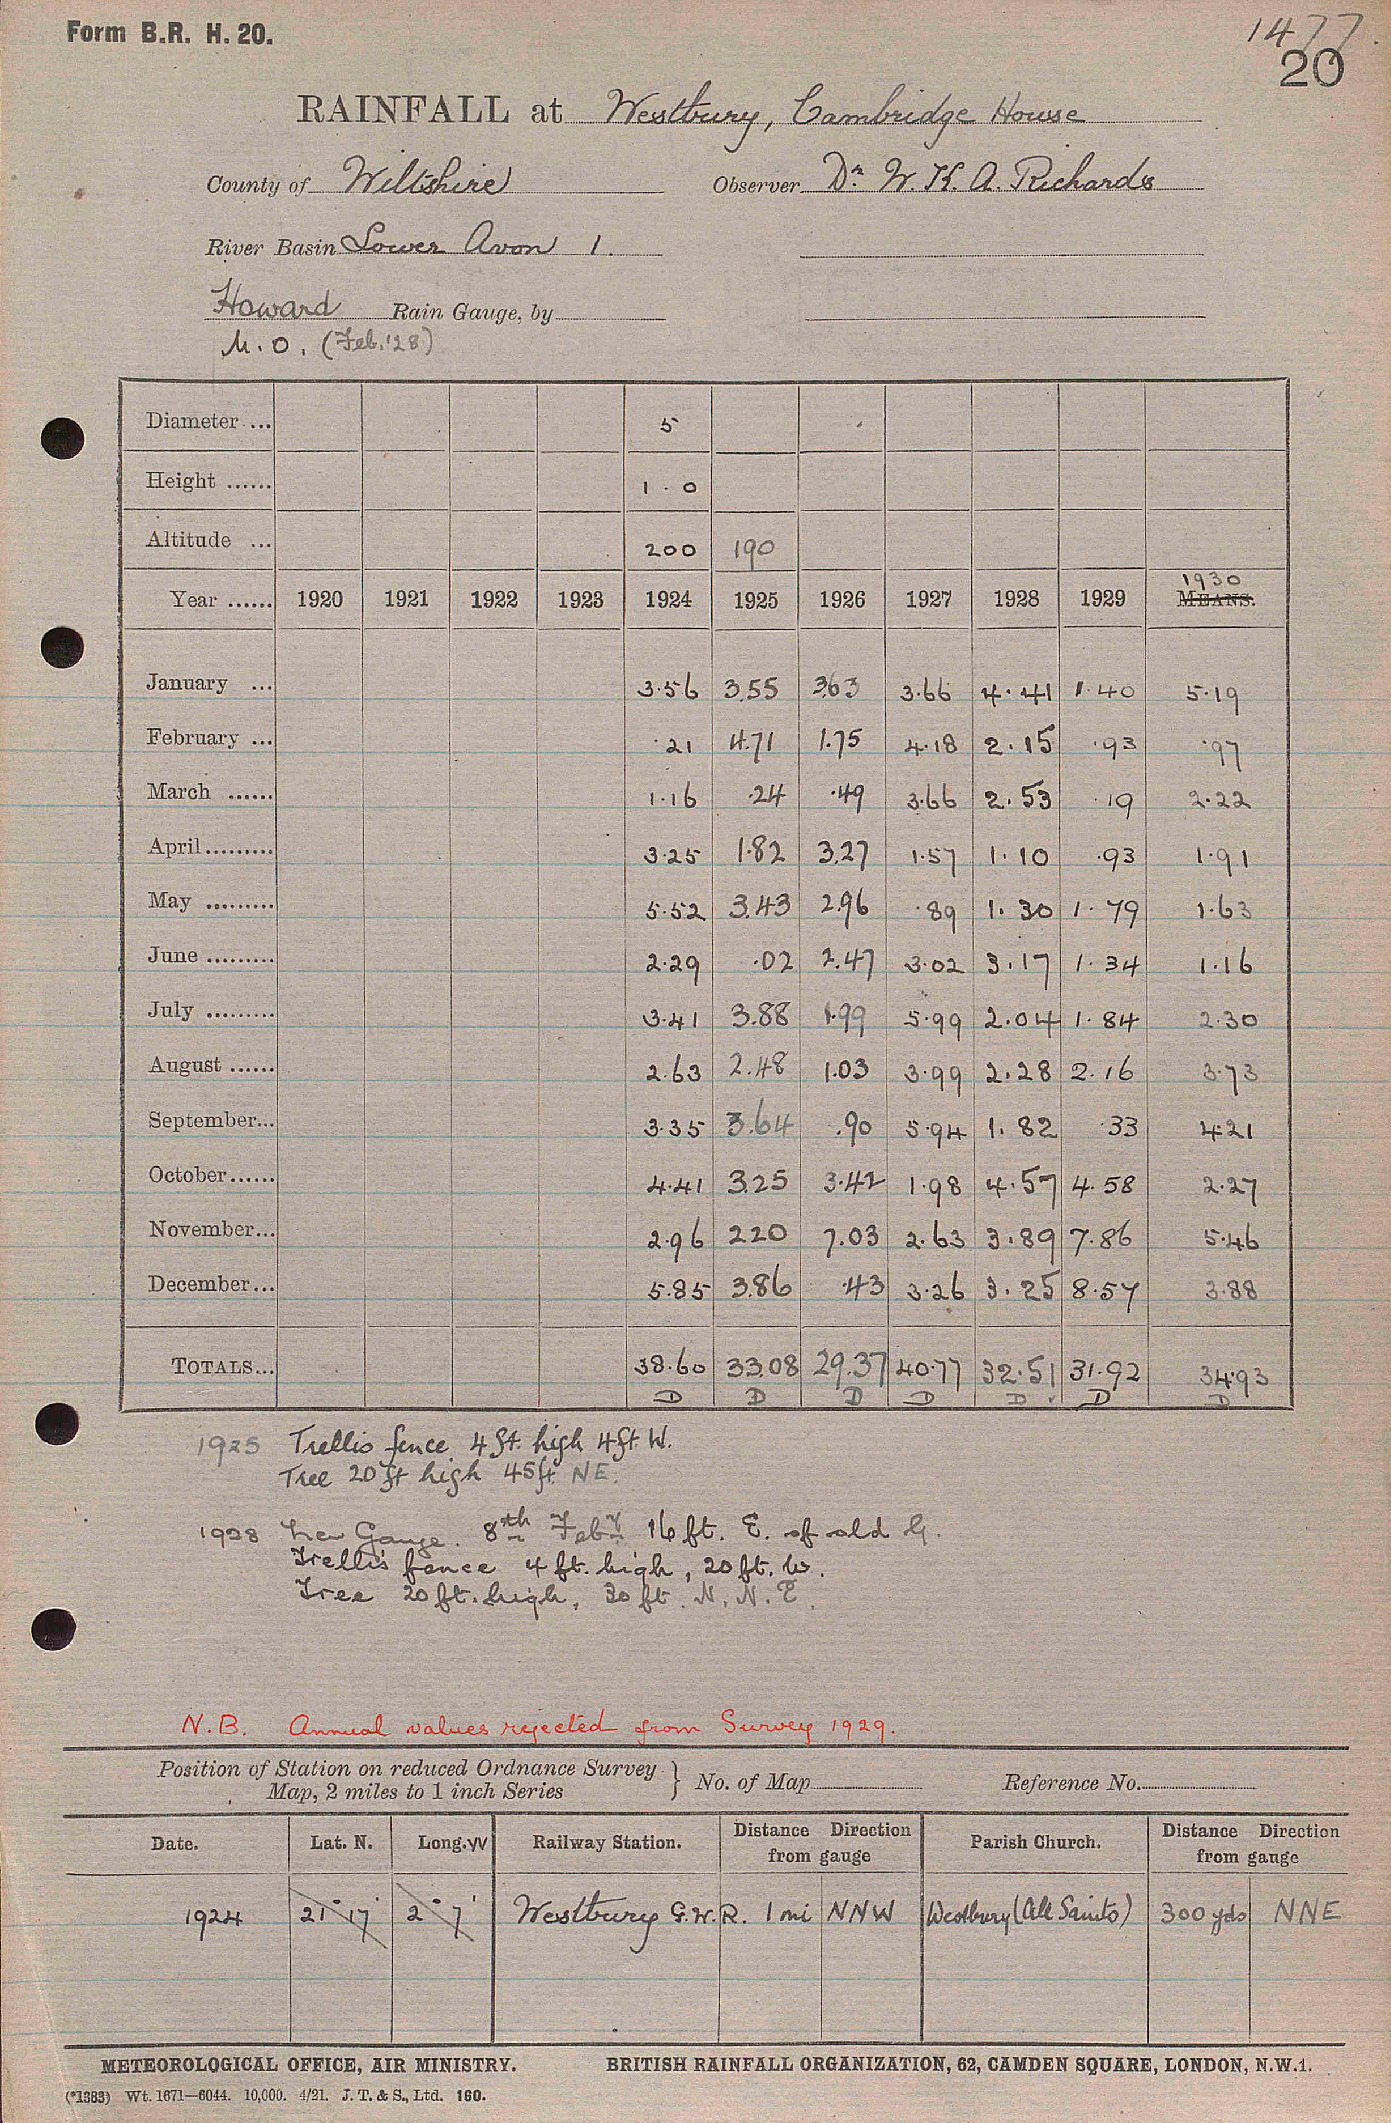 Form B.R. H. 20.
1477
20
RAINFALL at Westbury, Cambridge House
County of Wiltshire Observer Dr. W. K. A. Richards
River Basin Lower Avon 1.
Howard Rain Gauge, by
M.O. (Feb. '28)
Diameter ... 5
Height ...... 1 . 0
Altitude ... 200 190
1930
Year ...... 1920 1921 1922 1923 1924 1925 1926 1927 1928 1929 MEANS.
January ... 3.56 3.55 3.63 3.66 4.41 1.40 5.19
February ... .21 4.71 1.75 4.18 2.15 .93 .97
March ...... 1.16 .24 .49 3.66 2.53 .19 2.22
April......... 3.25 1.82 3.27 1.57 1.10 .93 1.91
May ......... 5.52 3.43 2.96 .89 1.30 1.79 1.63
June ......... 2.29 .02 2.47 3.02 3.17 1.34 1.16
July ......... 3.41 3.88 1.99 5.99 2.04 1.84 2.30
August ...... 2.63 2.48 1.03 3.99 2.28 2.16 3.73
September... 3.35 3.64 .90 5.94 1.82 .33 4.21
October...... 4.41 3.25 3.42 1.98 4.57 4.58 2.27
November... 2.96 2.20 7.03 2.63 3.89 7.86 5.46
December... 5.85 3.86 .43 3.26 3.25 8.57 3.88
TOTALS... 38.60 33.08 29.37 40.77 32.51 31.92 34.93
D D D D D D D
1925 Trellis fence 4 ft. high 4 ft. W.
Tree 20 ft high 45 ft. NE.
1928 New Gauge. 8th Feby 16 ft. E. of old G.
Trellis fence 4 ft. high, 20 ft. W.
Tree 20 ft. high, 30 ft. N.N.E.
N.B. Annual values rejected from Survey 1929.
Position of Station on reduced Ordnance Survey Map, 2 miles to 1 inch Series } No. of Map Reference No.
Date. Lat. N. Long. W Railway Station. Distance Direction from gauge Parish Church. Distance Direction from gauge
1924 21° 17' 2° 7' Westbury G.W.R. 1 mi NNW Westbury (All Saints) 300 yds NNE
METEOROLOGICAL OFFICE, AIR MINISTRY. BRITISH RAINFALL ORGANIZATION, 62, CAMDEN SQUARE, LONDON, N.W.1.
(*1383) Wt. 1671—6044. 10,000. 4/21. J. T. & S., Ltd. 160.